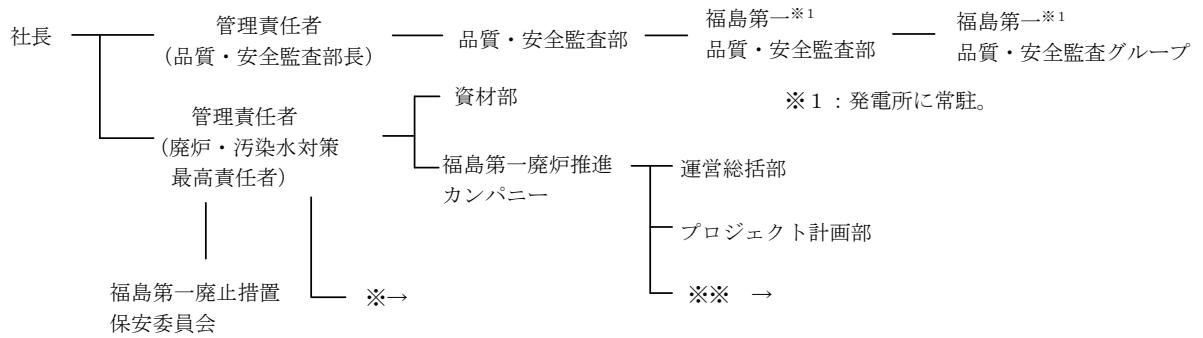 社長
管理責任者
(品質・安全監査部長)
品質・安全監査部
福島第一※1
品質・安全監査部
福島第一※1
品質・安全監査グループ
※1:発電所に常駐。
管理責任者
(廃炉・汚染水対策
最高責任者)
資材部
福島第一廃炉推進
カンパニー
運営総括部
プロジェクト計画部
※※ →
福島第一廃止措置
保安委員会
※→